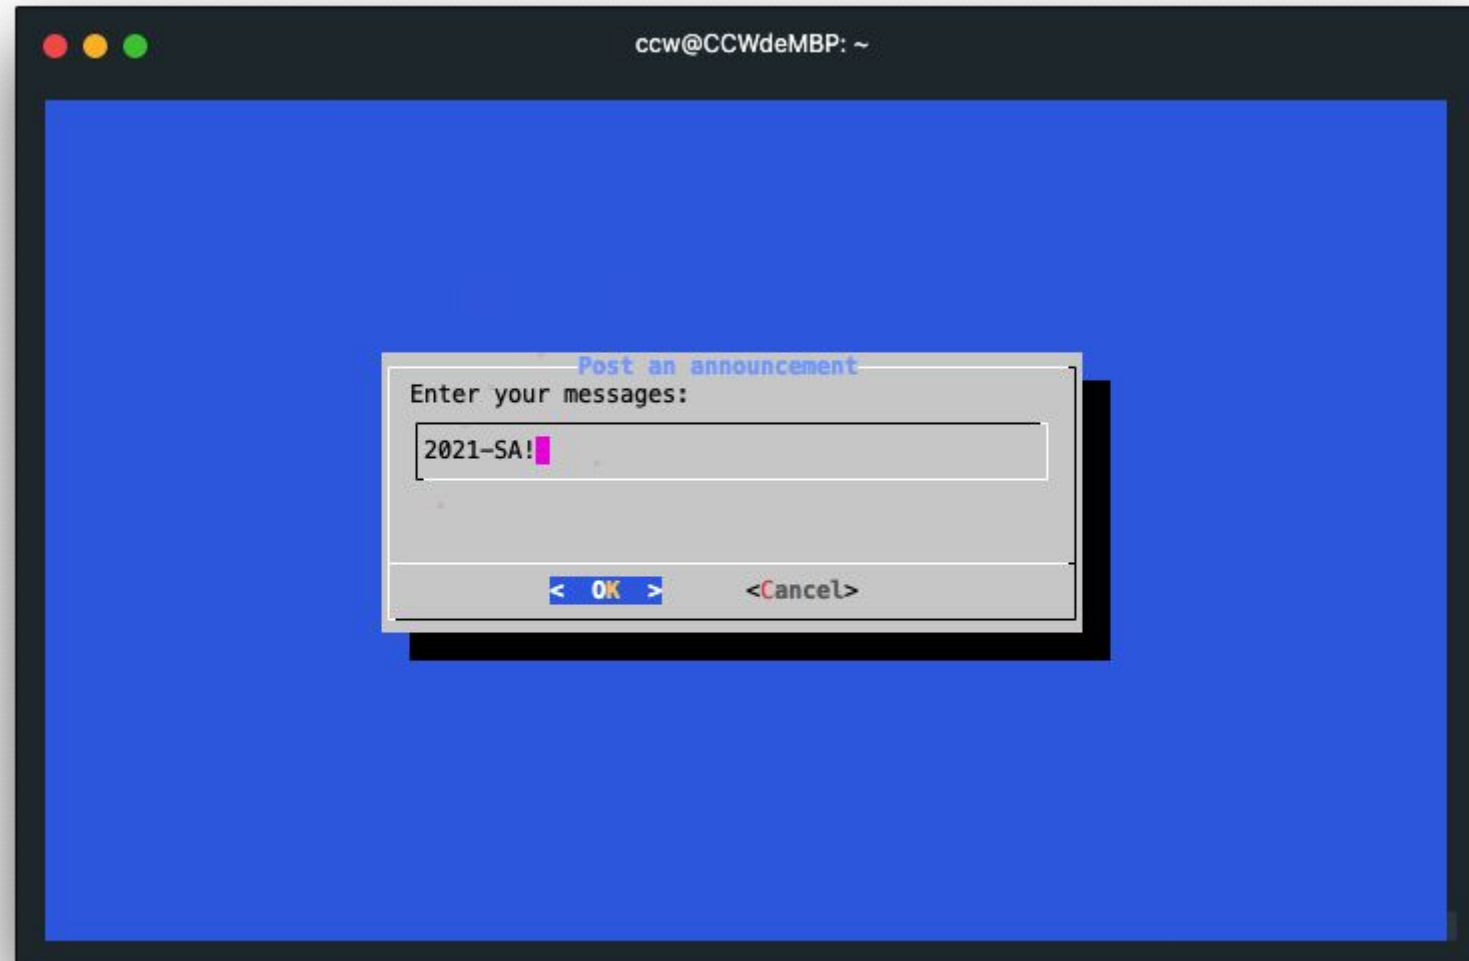 ccw@CCWdeMBP: ~
Post an announcement
Enter your messages:
2021-SA!
< OK > <Cancel>